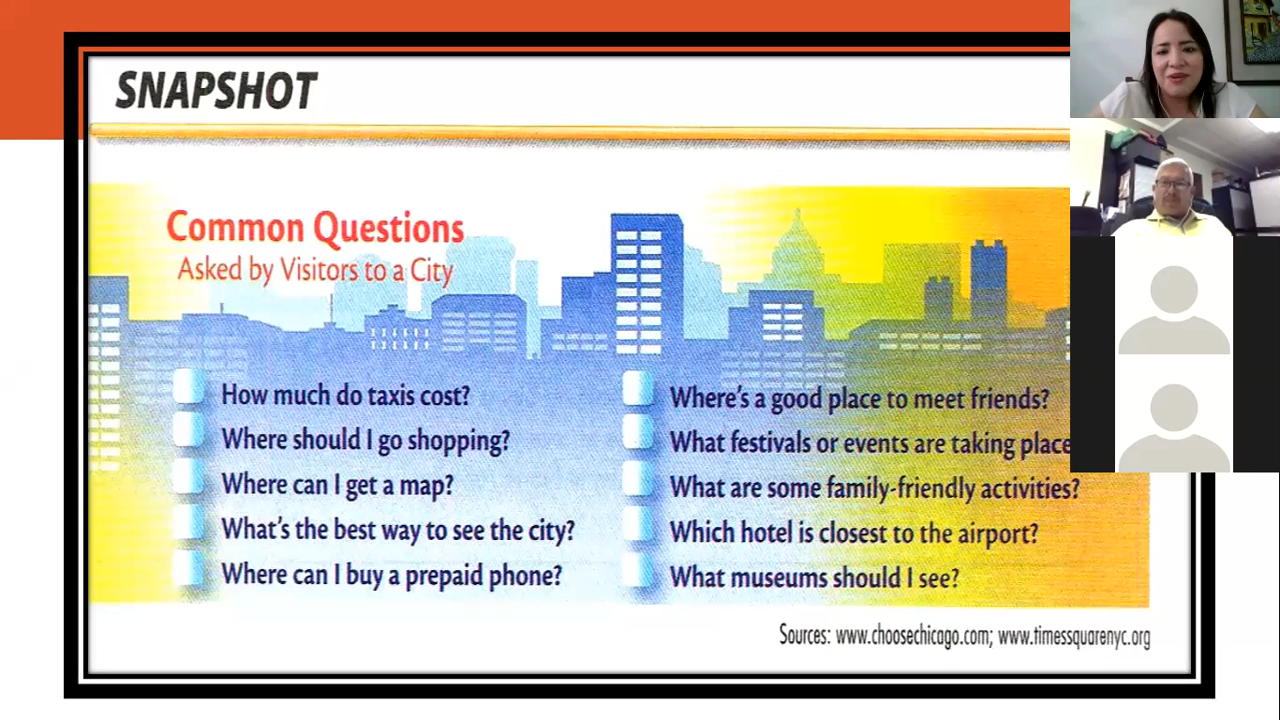 SNAPSHOT
Common Questions
Asked by Visitors to a City
How much do taxis cost?
Where should I go shopping?
Where can I get a map?
What's the best way to see the city?
Where can I buy a prepaid phone?
Where's a good place to meet friends?
What festivals or events are taking place
What are some family-friendly activities?
Which hotel is closest to the airport?
What museums should I see?
Sources: www.choosechicago.com; www.timessquarenyc.org